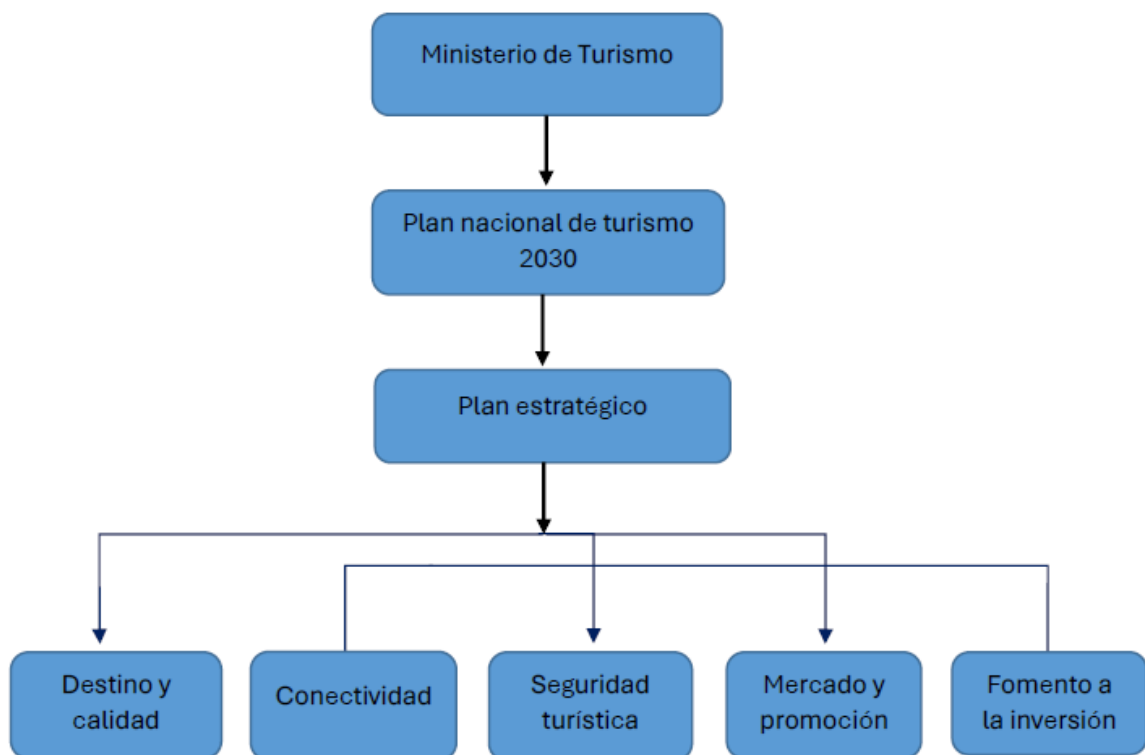 Ministerio de Turismo
Plan nacional de turismo
2030
Plan estratégico
Destino y
calidad
Conectividad
Seguridad
turística
Mercado y
promoción
Fomento a
la inversión